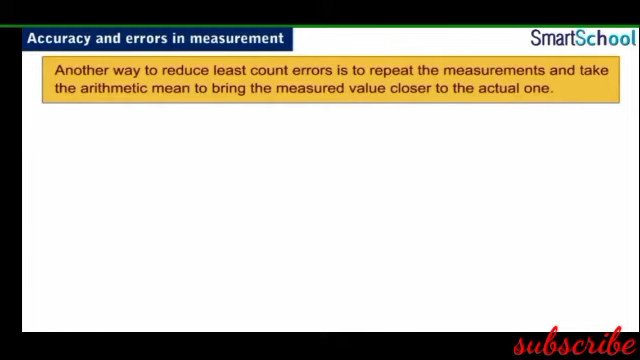 Accuracy and errors in measurement
SmartSchool
Another way to reduce least count errors is to repeat the measurements and take
the arithmetic mean to bring the measured value closer to the actual one.
subscribe